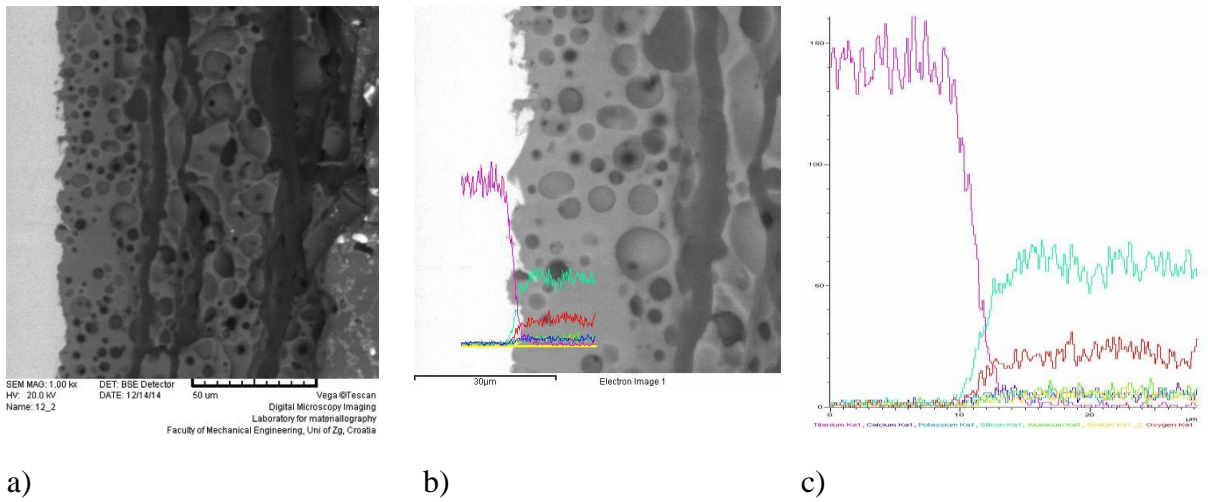 SEM MAG: 1.00 kx DET: BSE Detector
HV: 20.0 kV DATE: 12/14/14 50 um Vega ©Tescan
Name: 12_2 Digital Microscopy Imaging
Laboratory for materiallography
Faculty of Mechanical Engineering, Uni of Zg, Croatia
30µm Electron Image 1
150
100
50
0
0 10 20 µm
Titanium Ka1, Calcium Ka1, Potassium Ka1, Silicon Ka1, Aluminum Ka1, Sodium Ka1_2, Oxygen Ka1
a) b) c)